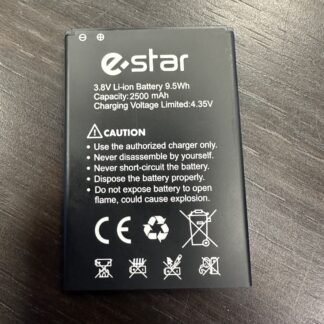 e·star
3.8V Li-ion Battery 9.5Wh
Capacity:2500 mAh
Charging Voltage Limited:4.35V
CAUTION
• Use the authorized charger only.
• Never disassemble by yourself.
• Never short-circuit the battery.
• Dispose the battery properly.
• Do not expose battery to open
flame, could cause explosion.
CE